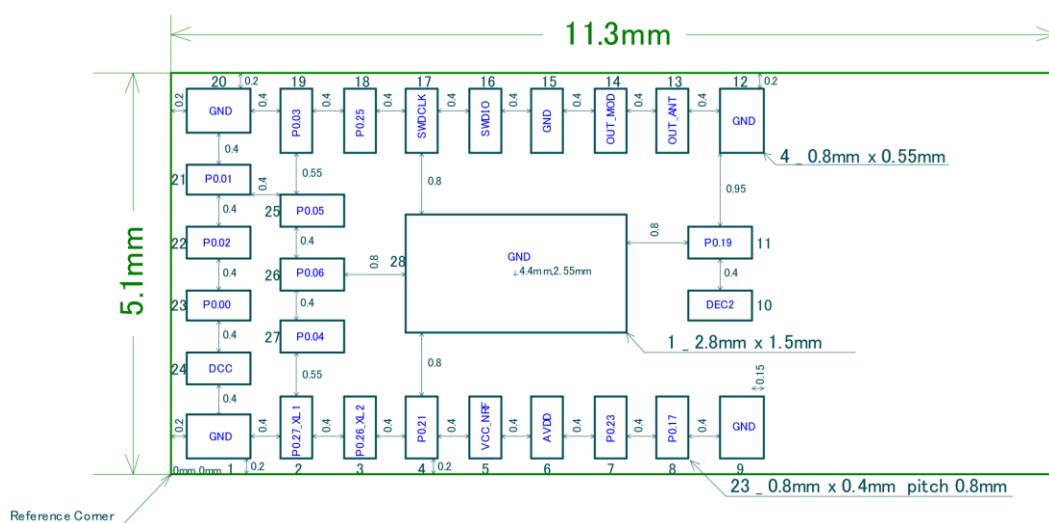 11.3mm
5.1mm
20 19 18 17 16 15 14 13 12
0.2 0.2
0.2 0.4 0.4 0.4 0.4 0.4 0.4 0.4 0.4
GND P0.03 P0.25 SWDCLK SWDIO GND OUT_MOD OUT_ANT GND
4 _ 0.8mm x 0.55mm
0.4 0.55 0.8 0.95
21 P0.01 0.4
25 P0.05
0.4 0.4
22 P0.02 0.8 P0.19 11
28 GND
4.4mm,2.55mm
26 P0.06 0.8
0.4 0.4 0.4
23 P0.00 DEC2 10
27 P0.04
0.4
1 _ 2.8mm x 1.5mm
24 DCC 0.55 0.8 0.15
0.4
GND P0.27_XL1 P0.26_XL2 P0.21 VCC_NRF AVDD P0.23 P0.17 GND
0.2 0.4 0.4 0.4 0.4 0.4 0.4 0.4 0.4
0mm,0mm 1 0.2 2 3 4 0.2 5 6 7 8 9
23 _ 0.8mm x 0.4mm pitch 0.8mm
Reference Corner